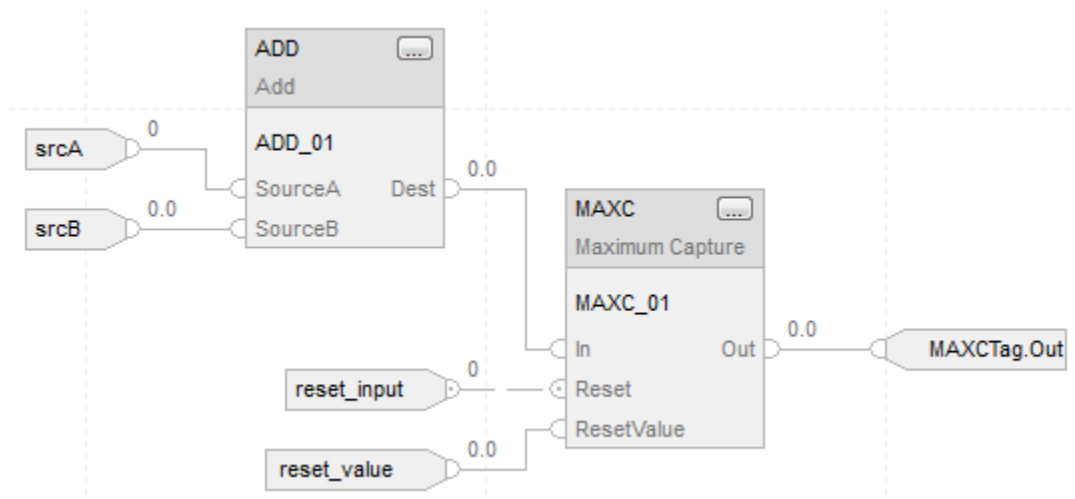 ADD
...
Add
0
srcA
ADD_01
SourceA
Dest
0.0
0.0
srcB
SourceB
MAXC
...
Maximum Capture
MAXC_01
0.0
In
Out
MAXCTag.Out
0
reset_input
Reset
ResetValue
0.0
reset_value